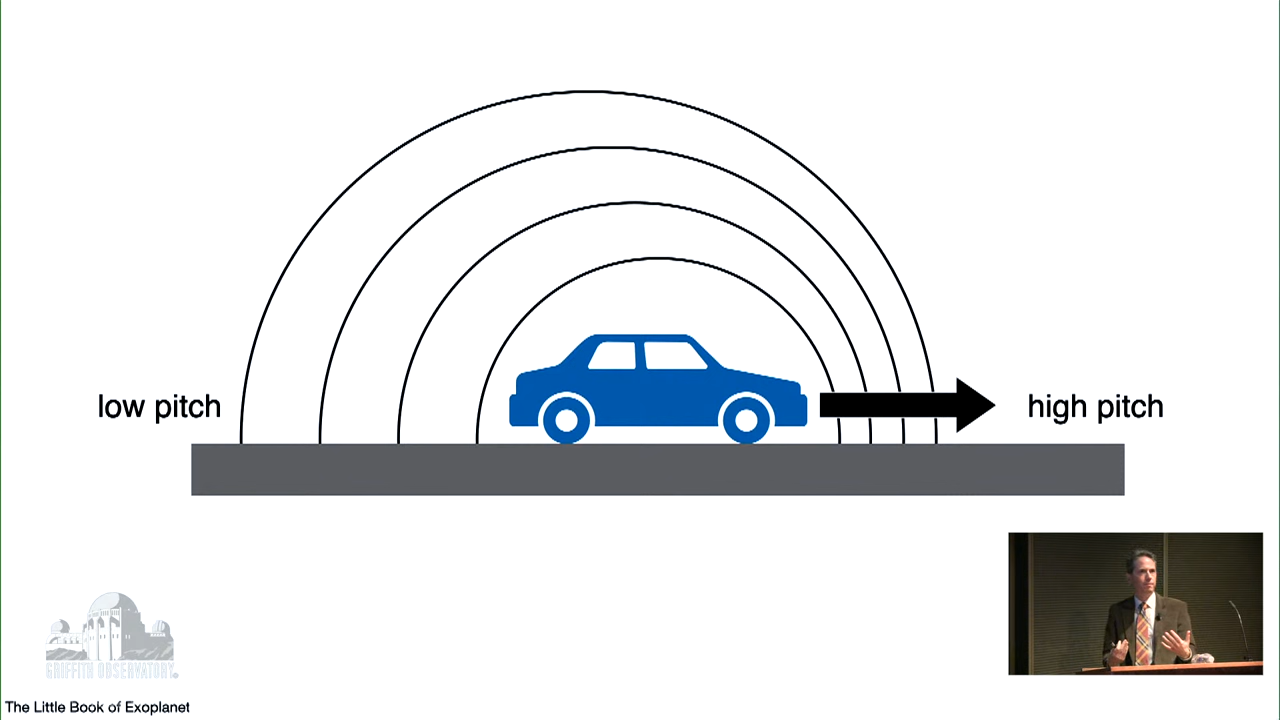 low pitch
high pitch
GRIFFITH OBSERVATORY
The Little Book of Exoplanet